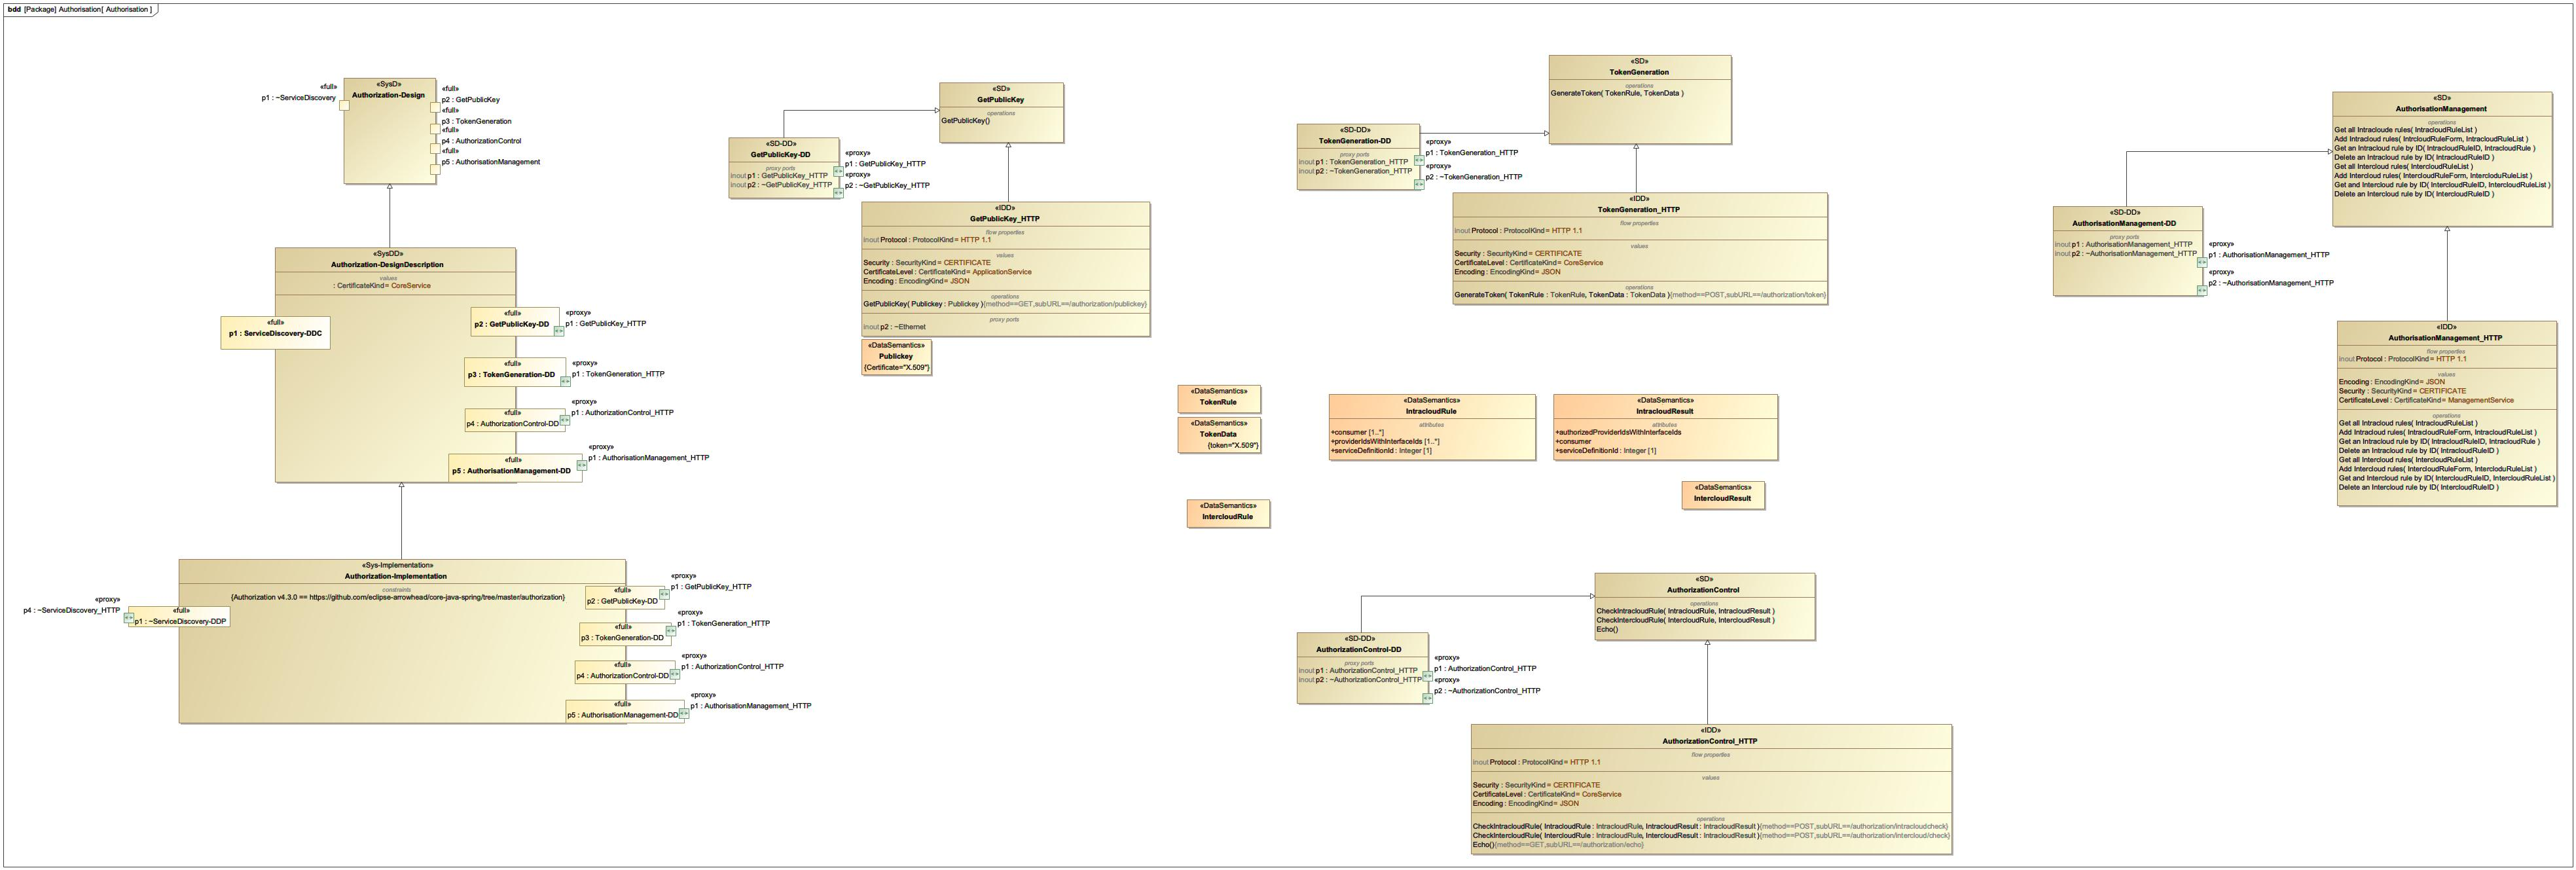 bdd [Package] Authorisation[ Authorisation ]
«SysD»
Authorization-Design
«full»
p1 : ~ServiceDiscovery
«full»
p2 : GetPublicKey
«full»
p3 : TokenGeneration
«full»
p4 : AuthorizationControl
«full»
p5 : AuthorisationManagement
«SysDD»
Authorization-DesignDescription
values
: CertificateKind = CoreService
«full»
p1 : ServiceDiscovery-DDC
«full»
p2 : GetPublicKey-DD
«proxy»
p1 : GetPublicKey_HTTP
«full»
p3 : TokenGeneration-DD
«proxy»
p1 : TokenGeneration_HTTP
«full»
p4 : AuthorizationControl-DD
«proxy»
p1 : AuthorizationControl_HTTP
«full»
p5 : AuthorisationManagement-DD
«proxy»
p1 : AuthorisationManagement_HTTP
«Sys-Implementation»
Authorization-Implementation
constraints
{Authorization v4.3.0 == https://github.com/eclipse-arrowhead/core-java-spring/tree/master/authorization}
«proxy»
p4 : ~ServiceDiscovery_HTTP
«full»
p1 : ~ServiceDiscovery-DDP
«full»
p2 : GetPublicKey-DD
«proxy»
p1 : GetPublicKey_HTTP
«full»
p3 : TokenGeneration-DD
«proxy»
p1 : TokenGeneration_HTTP
«full»
p4 : AuthorizationControl-DD
«proxy»
p1 : AuthorizationControl_HTTP
«full»
p5 : AuthorisationManagement-DD
«proxy»
p1 : AuthorisationManagement_HTTP
«SD»
GetPublicKey
operations
GetPublicKey()
«SD-DD»
GetPublicKey-DD
proxy ports
inout p1 : GetPublicKey_HTTP
inout p2 : ~GetPublicKey_HTTP
«proxy»
p1 : GetPublicKey_HTTP
«proxy»
p2 : ~GetPublicKey_HTTP
«IDD»
GetPublicKey_HTTP
flow properties
inout Protocol : ProtocolKind = HTTP 1.1
values
Security : SecurityKind = CERTIFICATE
CertificateLevel : CertificateKind = ApplicationService
Encoding : EncodingKind = JSON
operations
GetPublicKey( Publickey : Publickey ){method==GET,subURL==/authorization/publickey}
proxy ports
inout p2 : ~Ethernet
«DataSemantics»
Publickey
{Certificate="X.509"}
«DataSemantics»
TokenRule
«DataSemantics»
TokenData
{token="X.509"}
«DataSemantics»
IntercloudRule
«DataSemantics»
IntracloudRule
attributes
+consumer [1..*]
+providerIdsWithInterfaceIds [1..*]
+serviceDefinitionId : Integer [1]
«DataSemantics»
IntracloudResult
attributes
+authorizedProviderIdsWithInterfaceIds
+consumer
+serviceDefinitionId : Integer [1]
«DataSemantics»
IntercloudResult
«SD»
TokenGeneration
operations
GenerateToken( TokenRule, TokenData )
«SD-DD»
TokenGeneration-DD
proxy ports
inout p1 : TokenGeneration_HTTP
inout p2 : ~TokenGeneration_HTTP
«proxy»
p1 : TokenGeneration_HTTP
«proxy»
p2 : ~TokenGeneration_HTTP
«IDD»
TokenGeneration_HTTP
flow properties
inout Protocol : ProtocolKind = HTTP 1.1
values
Security : SecurityKind = CERTIFICATE
CertificateLevel : CertificateKind = CoreService
Encoding : EncodingKind = JSON
operations
GenerateToken( TokenRule : TokenRule, TokenData : TokenData ){method==POST,subURL==/authorization/token}
«SD»
AuthorizationControl
operations
CheckIntracloudRule( IntracloudRule, IntracloudResult )
CheckIntercloudRule( IntercloudRule, IntercloudResult )
Echo()
«SD-DD»
AuthorizationControl-DD
proxy ports
inout p1 : AuthorizationControl_HTTP
inout p2 : ~AuthorizationControl_HTTP
«proxy»
p1 : AuthorizationControl_HTTP
«proxy»
p2 : ~AuthorizationControl_HTTP
«IDD»
AuthorizationControl_HTTP
flow properties
inout Protocol : ProtocolKind = HTTP 1.1
values
Security : SecurityKind = CERTIFICATE
CertificateLevel : CertificateKind = CoreService
Encoding : EncodingKind = JSON
operations
CheckIntracloudRule( IntracloudRule : IntracloudRule, IntracloudResult : IntracloudResult ){method==POST,subURL==/authorization/intracloudcheck}
CheckIntercloudRule( IntercloudRule : IntracloudRule, IntercloudResult : IntracloudResult ){method==POST,subURL==/authorization/intercloud/check}
Echo(){method==GET,subURL==/authorization/echo}
«SD»
AuthorisationManagement
operations
Get all Intracloude rules( IntracloudRuleList )
Add Intracloud rules( IntracloudRuleForm, IntracloudRuleList )
Get an Intracloud rule by ID( IntracloudRuleID, IntracloudRule )
Delete an Intracloud rule by ID( IntracloudRuleID )
Get all Intercloud rules( IntercloudRuleList )
Add Intercloud rules( IntercloudRuleForm, IntercloduRuleList )
Get and Intercloud rule by ID( IntercloudRuleID, IntercloudRuleList )
Delete an Intercloud rule by ID( IntercloudRuleID )
«SD-DD»
AuthorisationManagement-DD
proxy ports
inout p1 : AuthorisationManagement_HTTP
inout p2 : ~AuthorisationManagement_HTTP
«proxy»
p1 : AuthorisationManagement_HTTP
«proxy»
p2 : ~AuthorisationManagement_HTTP
«IDD»
AuthorisationManagement_HTTP
flow properties
inout Protocol : ProtocolKind = HTTP 1.1
values
Encoding : EncodingKind = JSON
Security : SecurityKind = CERTIFICATE
CertificateLevel : CertificateKind = ManagementService
operations
Get all Intracloud rules( IntracloudRuleList )
Add Intracloud rules( IntracloudRuleForm, IntracloudRuleList )
Get an Intracloud rule by ID( IntracloudRuleID, IntracloudRule )
Delete an Intracloud rule by ID( IntracloudRuleID )
Get all Intercloud rules( IntercloudRuleList )
Add Intercloud rules( IntercloudRuleForm, IntercloduRuleList )
Get and Intercloud rule by ID( IntercloudRuleID, IntercloudRuleList )
Delete an Intercloud rule by ID( IntercloudRuleID )